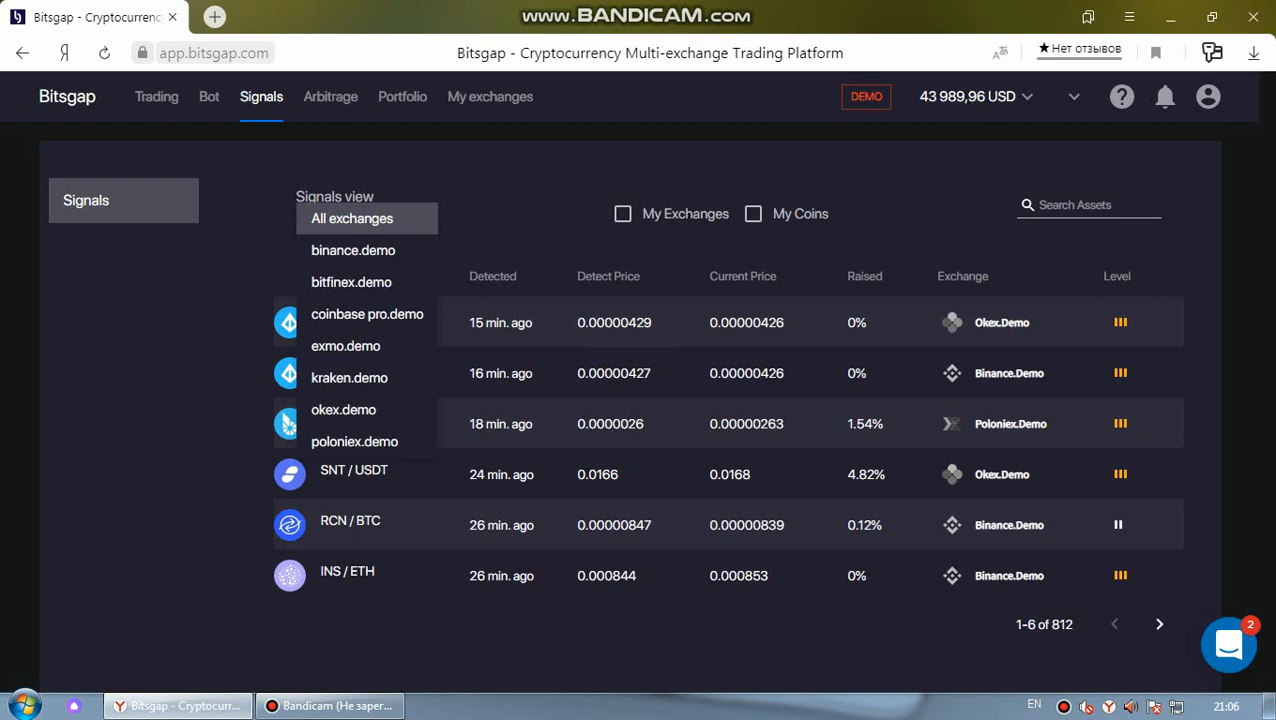 Bitsgap - Cryptocurrency
www.BANDICAM.com
app.bitsgap.com
Bitsgap - Cryptocurrency Multi-exchange Trading Platform
Нет отзывов
Bitsgap Trading Bot Signals Arbitrage Portfolio My exchanges DEMO 43 989,96 USD
Signals
Signals view
All exchanges
binance.demo
bitfinex.demo
coinbase pro.demo
exmo.demo
kraken.demo
okex.demo
poloniex.demo
My Exchanges My Coins Search Assets
Detected Detect Price Current Price Raised Exchange Level
15 min. ago 0.00000429 0.00000426 0% Okex.Demo
16 min. ago 0.00000427 0.00000426 0% Binance.Demo
18 min. ago 0.0000026 0.00000263 1.54% Poloniex.Demo
SNT / USDT 24 min. ago 0.0166 0.0168 4.82% Okex.Demo
RCN / BTC 26 min. ago 0.00000847 0.00000839 0.12% Binance.Demo
INS / ETH 26 min. ago 0.000844 0.000853 0% Binance.Demo
1-6 of 812
2
Bitsgap - Cryptocurr... Bandicam (Не зарег... EN 21:06